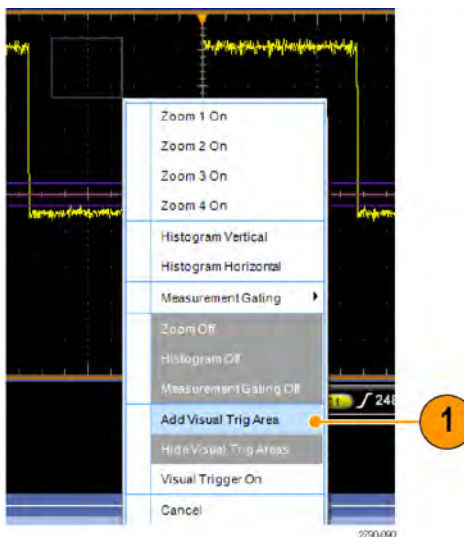 Zoom 1 On
Zoom 2 On
Zoom 3 On
Zoom 4 On
Histogram Vertical
Histogram Horizontal
Measurement Gating
Zoom Off
Histogram Off
Measurement Gating Off
248
Add Visual Trig Area
1
Hide Visual Trig Areas
Visual Trigger On
Cancel
2790-090